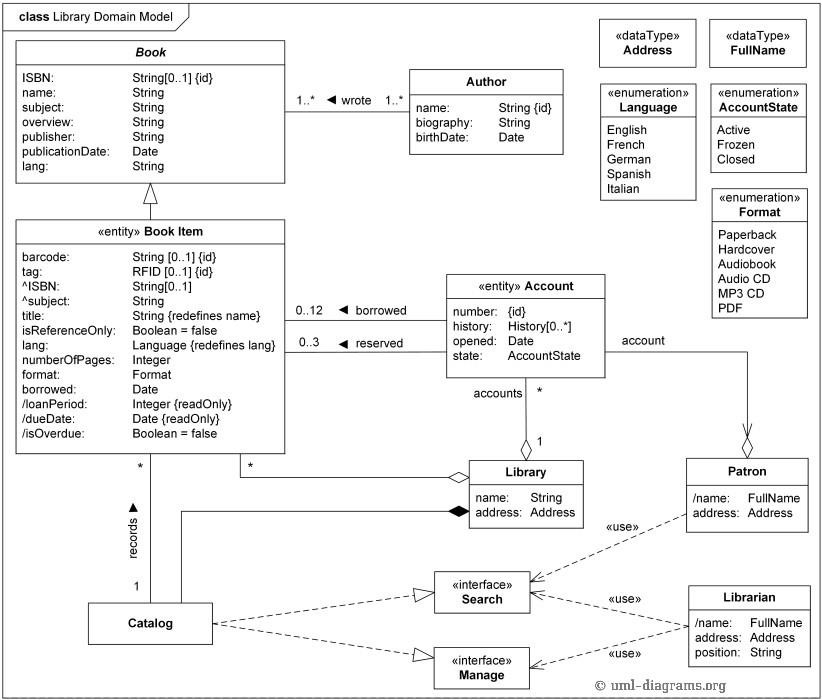 class Library Domain Model
Book
ISBN: String[0..1] {id}
name: String
subject: String
overview: String
publisher: String
publicationDate: Date
lang: String
1..* ◄ wrote 1..*
Author
name: String {id}
biography: String
birthDate: Date
«dataType»
Address
«dataType»
FullName
«enumeration»
Language
English
French
German
Spanish
Italian
«enumeration»
AccountState
Active
Frozen
Closed
«enumeration»
Format
Paperback
Hardcover
Audiobook
Audio CD
MP3 CD
PDF
«entity» Book Item
barcode: String [0..1] {id}
tag: RFID [0..1] {id}
^ISBN: String[0..1]
^subject: String
title: String {redefines name}
isReferenceOnly: Boolean = false
lang: Language {redefines lang}
numberOfPages: Integer
format: Format
borrowed: Date
/loanPeriod: Integer {readOnly}
/dueDate: Date {readOnly}
/isOverdue: Boolean = false
0..12 ◄ borrowed
0..3 ◄ reserved
«entity» Account
number: {id}
history: History[0..*]
opened: Date
state: AccountState
account
accounts *
1
* *
Library
name: String
address: Address
Patron
/name: FullName
address: Address
records ►
1
Catalog
«use»
«interface»
Search
«use»
«interface»
Manage
«use»
Librarian
/name: FullName
address: Address
position: String
© uml-diagrams.org